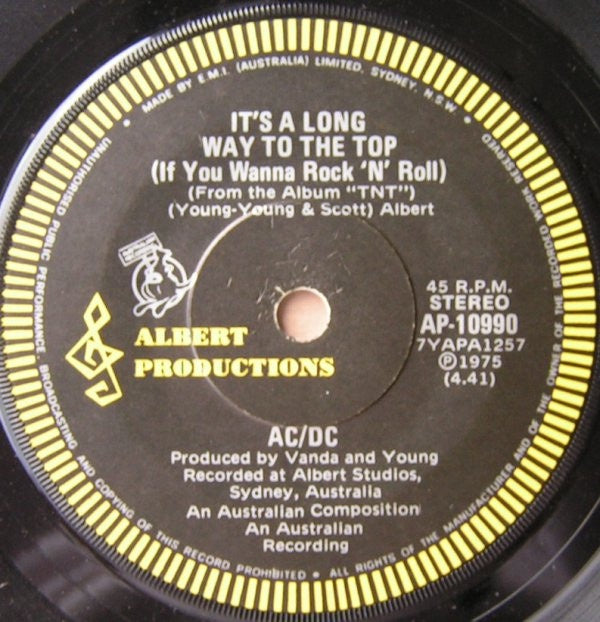 MADE BY E.M.I. (AUSTRALIA) LIMITED, SYDNEY, N.S.W.
IT'S A LONG
WAY TO THE TOP
(If You Wanna Rock 'N' Roll)
(From the Album "TNT")
(Young-Young & Scott) Albert
45 R.P.M.
STEREO
AP-10990
7YAPA1257
Ⓟ1975
(4.41)
ALBERT
PRODUCTIONS
AC/DC
Produced by Vanda and Young
Recorded at Albert Studios,
Sydney, Australia
An Australian Composition
An Australian
Recording
UNAUTHORISED PUBLIC PERFORMANCE, BROADCASTING AND COPYING OF THIS RECORD PROHIBITED • ALL RIGHTS OF THE MANUFACTURER AND OF THE OWNER OF THE RECORDED WORK RESERVED